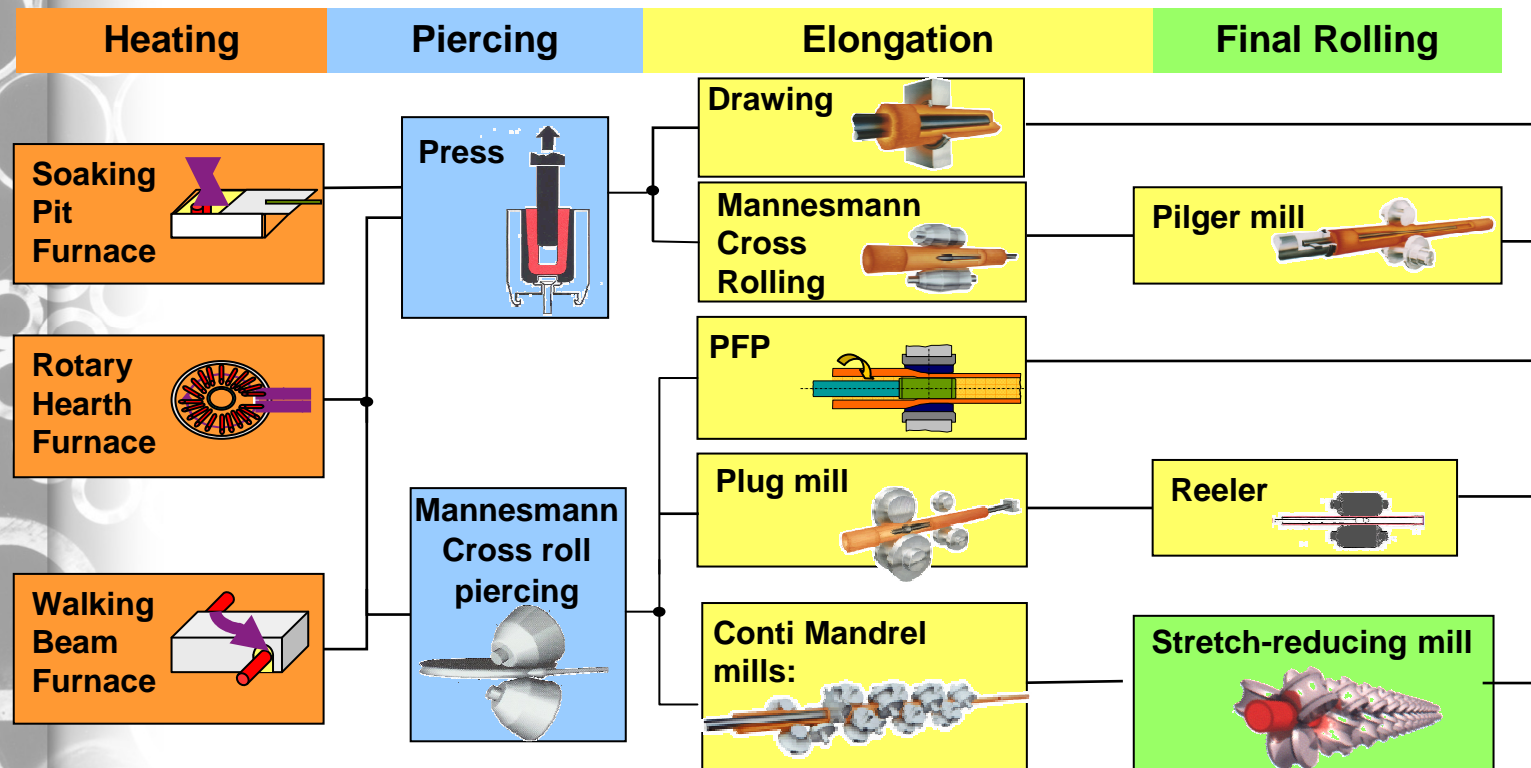 Heating
Piercing
Elongation
Final Rolling
Soaking
Pit
Furnace
Rotary
Hearth
Furnace
Walking
Beam
Furnace
Press
Mannesmann
Cross roll
piercing
Drawing
Mannesmann
Cross
Rolling
PFP
Plug mill
Conti Mandrel
mills:
Pilger mill
Reeler
Stretch-reducing mill